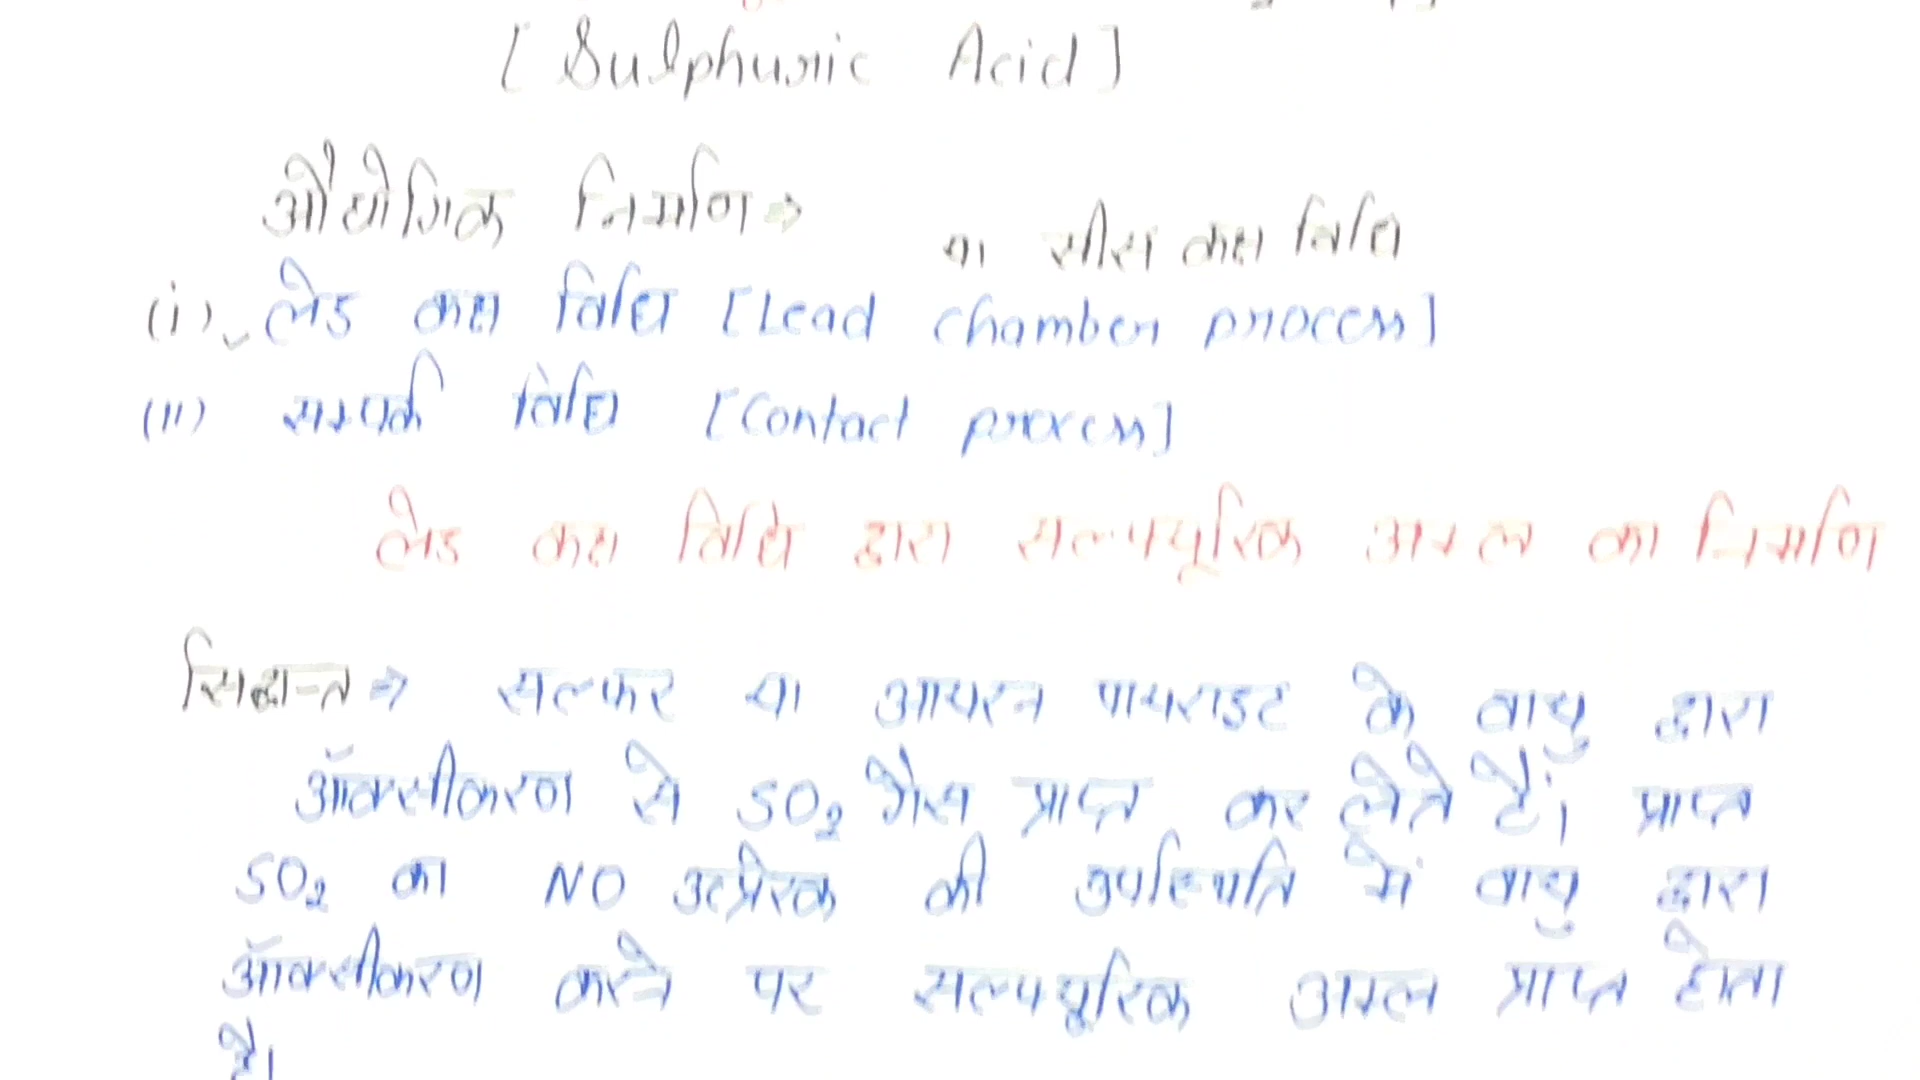 [Sulphuric Acid]
औद्योगिक निर्माण ⇒
या सीस कक्ष विधि
(i) लेड कक्ष विधि [Lead chamber process]
(ii) सम्पर्क विधि [Contact process]
लेड कक्ष विधि द्वारा सल्फ्यूरिक अम्ल का निर्माण
सिद्धान्त ⇒ सल्फर या आयरन पायराइट के वायु द्वारा
ऑक्सीकरण से SO₂ गैस प्राप्त कर लेते हैं। प्राप्त
SO₂ का NO उत्प्रेरक की उपस्थिति में वायु द्वारा
ऑक्सीकरण करने पर सल्फ्यूरिक अम्ल प्राप्त होता
है।